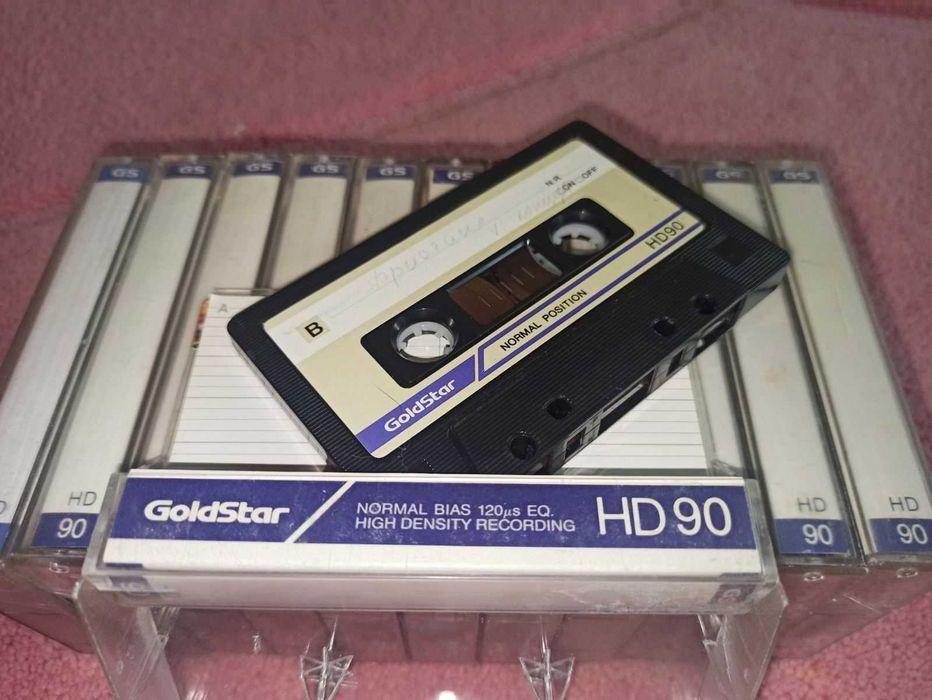 GS
GS
GS
GS
GS
GS
GS
GS
N.R.
ON OFF
B
HD90
NORMAL POSITION
GoldStar
A
HD
90
HD
90
HD
90
GoldStar
NORMAL BIAS 120µs EQ.
HIGH DENSITY RECORDING
HD 90